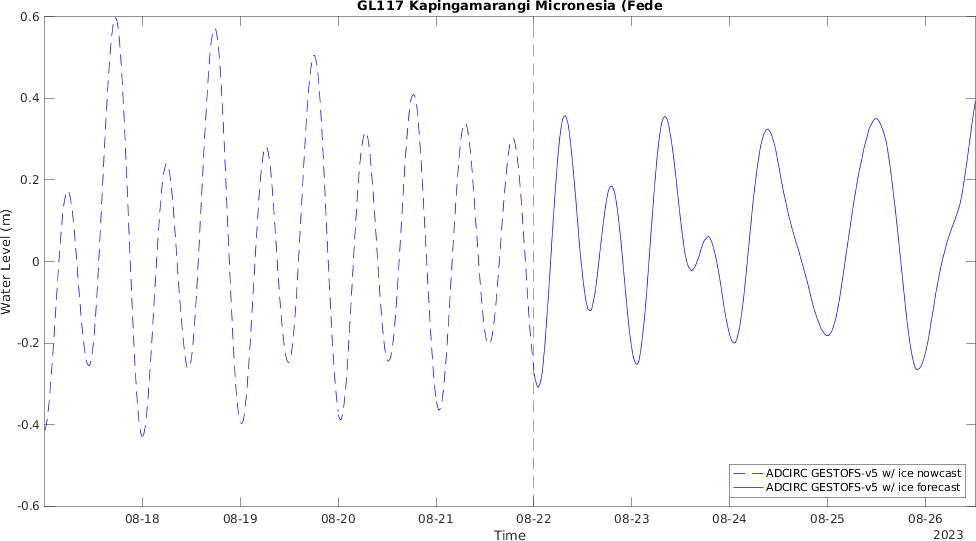 GL117 Kapingamarangi Micronesia (Fede
0.6
0.4
0.2
0
-0.2
-0.4
-0.6
Water Level (m)
08-18 08-19 08-20 08-21 08-22 08-23 08-24 08-25 08-26
Time
2023
ADCIRC GESTOFS-v5 w/ ice nowcast
ADCIRC GESTOFS-v5 w/ ice forecast